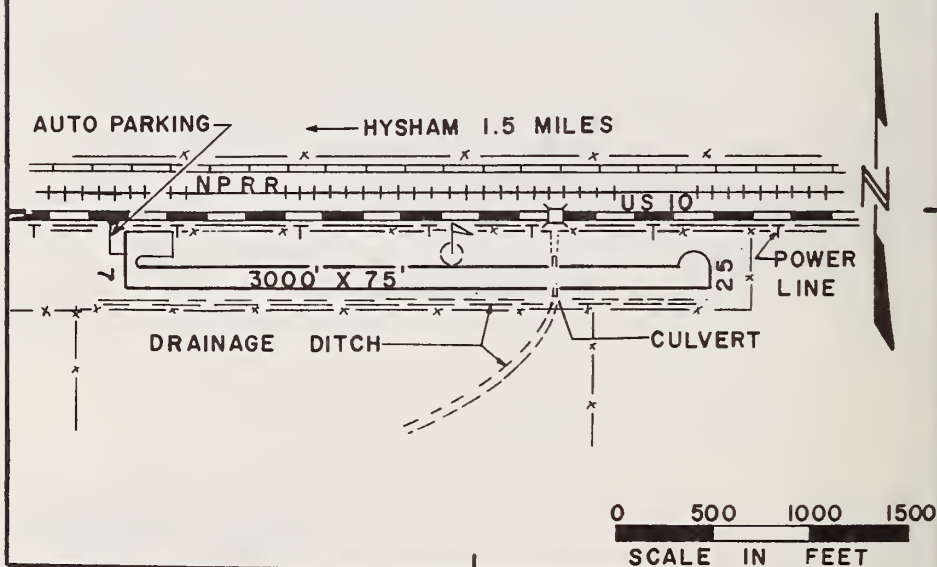 AUTO PARKING
HYSHAM 1.5 MILES
NPRR
US 10
N
T T T T T T T
7
3000' X 75'
25
POWER
LINE
DRAINAGE DITCH
CULVERT
0 500 1000 1500
SCALE IN FEET